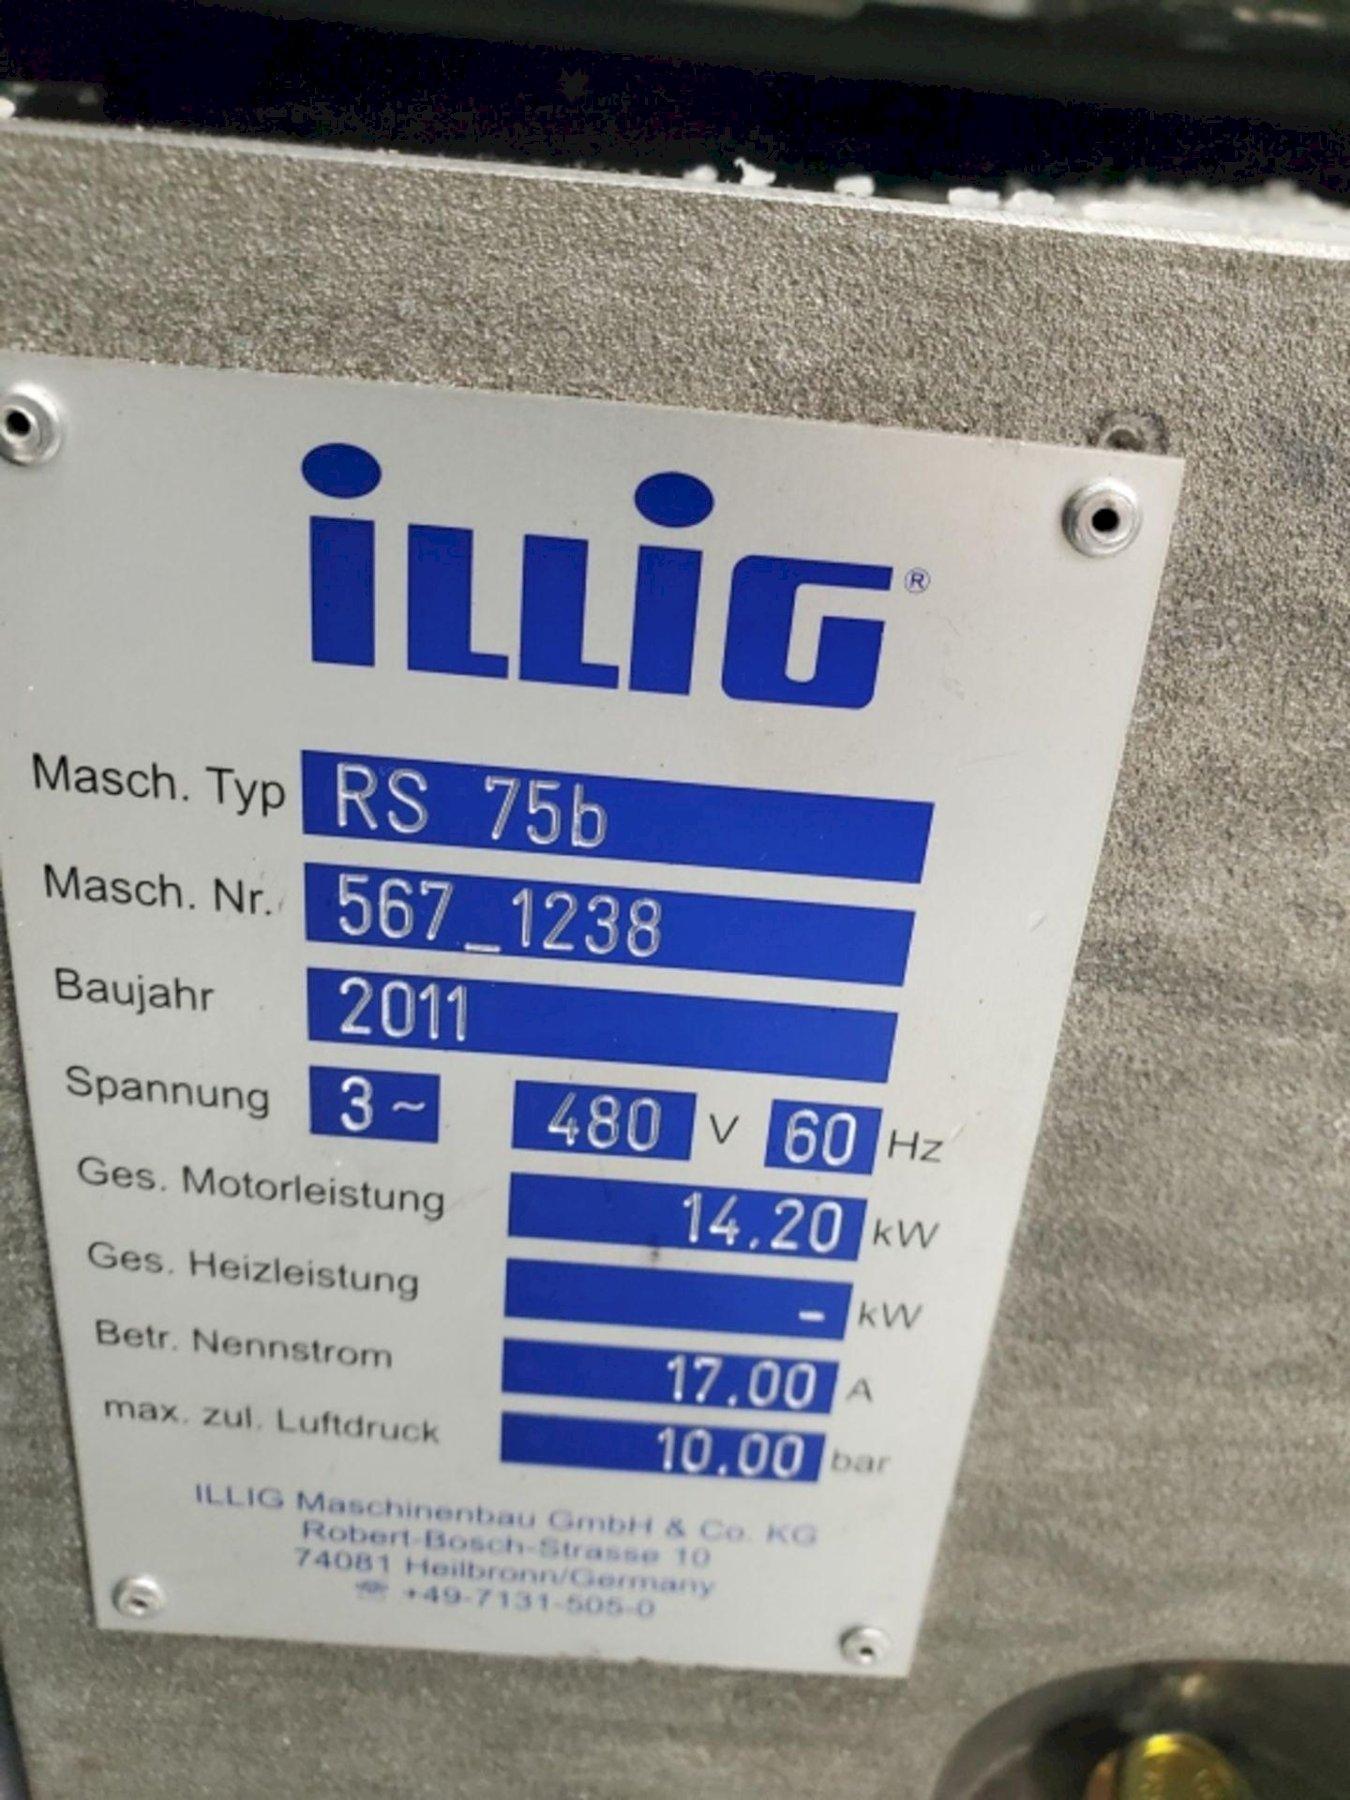 iLLiG®
Masch. Typ RS 75b
Masch. Nr. 567_1238
Baujahr 2011
Spannung 3~ 480 V 60 Hz
Ges. Motorleistung 14.20 kW
Ges. Heizleistung - kW
Betr. Nennstrom 17.00 A
max. zul. Luftdruck 10.00 bar
ILLIG Maschinenbau GmbH & Co. KG
Robert-Bosch-Strasse 10
74081 Heilbronn/Germany
☎ +49-7131-505-0